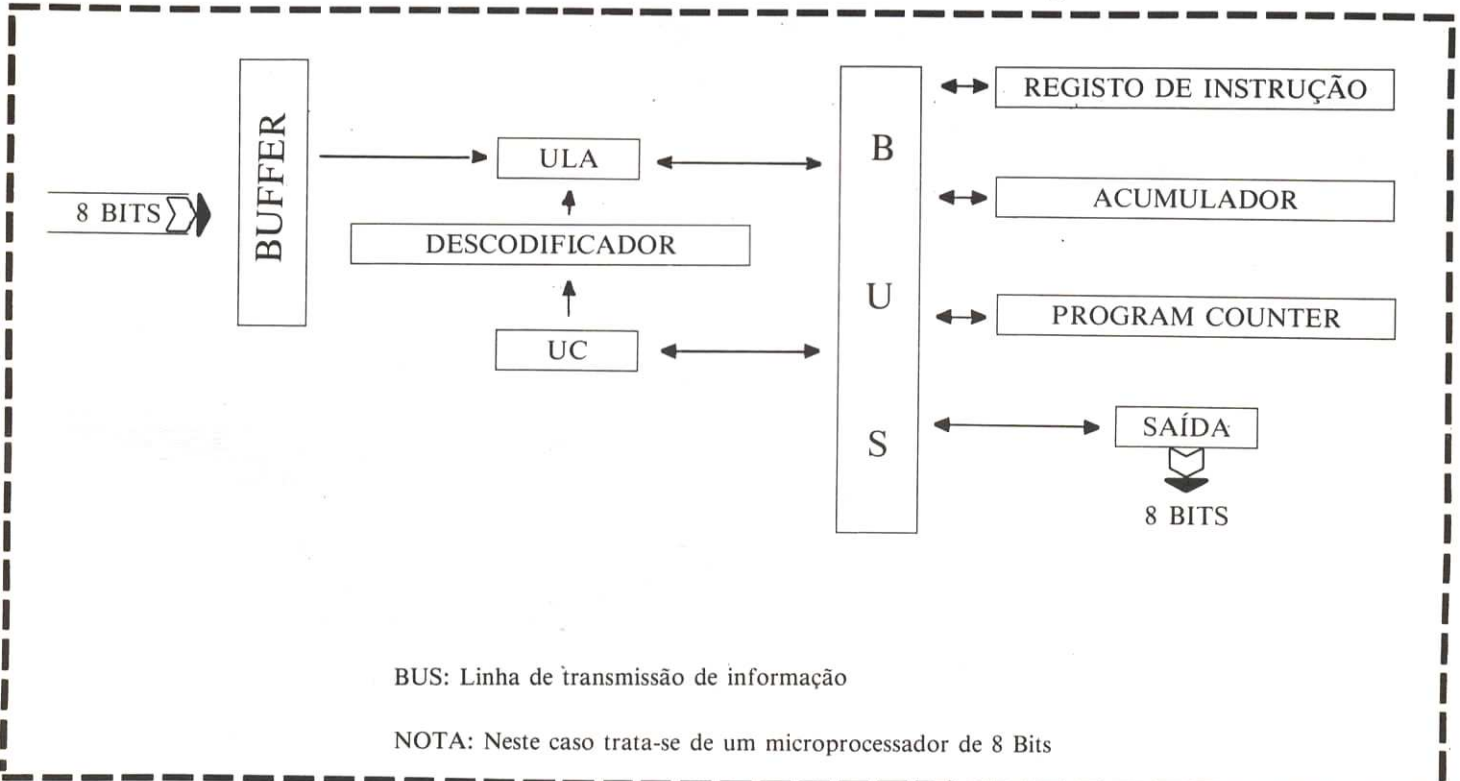 REGISTO DE INSTRUÇÃO
BUFFER
B
ULA
8 BITS
ACUMULADOR
DESCODIFICADOR
U
PROGRAM COUNTER
UC
S
SAÍDA
8 BITS
BUS: Linha de transmissão de informação
NOTA: Neste caso trata-se de um microprocessador de 8 Bits